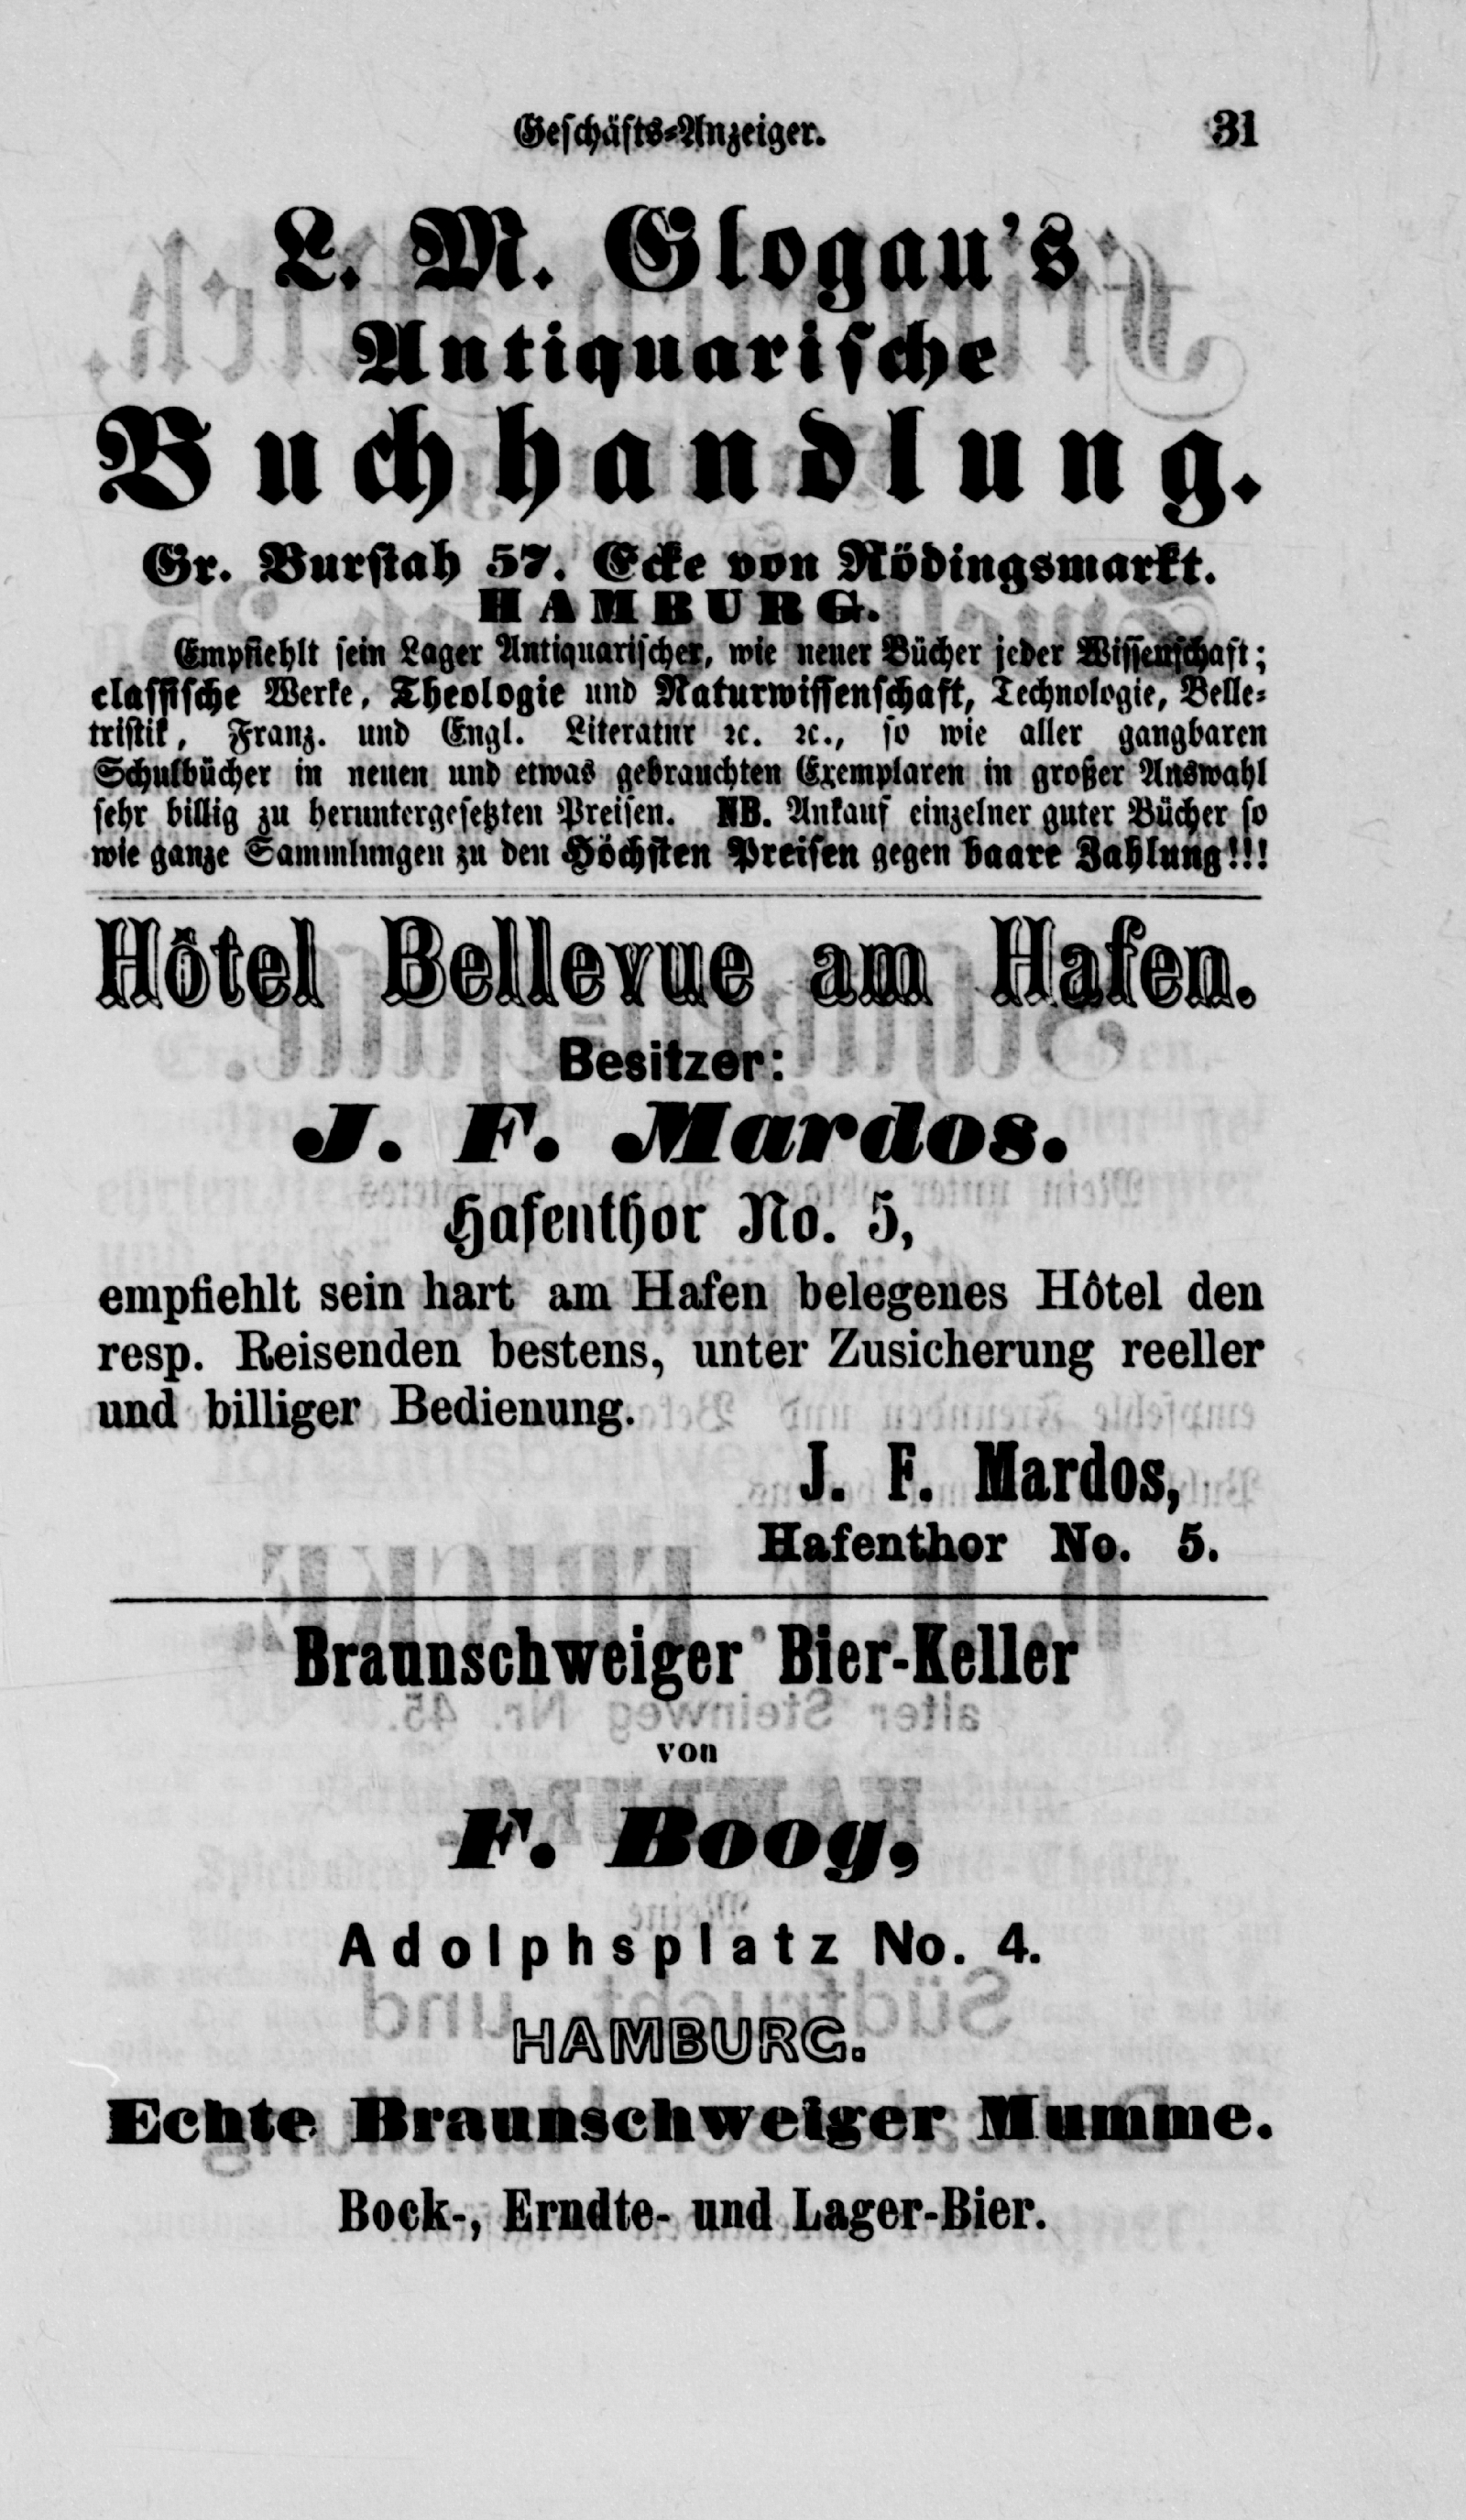 Geschäfts-Anzeiger. 31
L. M. Glogau's
Antiquarische
Buchhandlung.
Gr. Burstah 57. Ecke von Rödingsmarkt.
HAMBURG.
Empfiehlt sein Lager Antiquarischer, wie neuer Bücher jeder Wissenschaft;
classische Werke, Theologie und Naturwissenschaft, Technologie, Belle-
tristik, Franz. und Engl. Literatur ꝛc. ꝛc., so wie aller gangbaren
Schulbücher in neuen und etwas gebrauchten Exemplaren in großer Auswahl
sehr billig zu heruntergesetzten Preisen. NB. Ankauf einzelner guter Bücher so
wie ganze Sammlungen zu den Höchsten Preisen gegen baare Zahlung!!!
Hôtel Bellevue am Hafen.
Besitzer:
J. F. Mardos.
Hafenthor No. 5,
empfiehlt sein hart am Hafen belegenes Hôtel den
resp. Reisenden bestens, unter Zusicherung reeller
und billiger Bedienung.
J. F. Mardos,
Hafenthor No. 5.
Braunschweiger Bier-Keller
von
F. Boog,
Adolphsplatz No. 4.
HAMBURG.
Echte Braunschweiger Mumme.
Bock-, Erndte- und Lager-Bier.